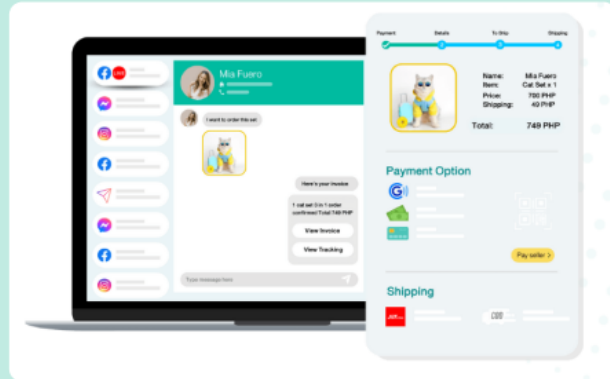 LIVE
Mia Fuero
I want to order this set
Here's your invoice
1 cat set 3 in 1 order
confirmed Total 749 PHP
View Invoice
View Tracking
Type message here
Payment Details To Ship Shipping
Name: Mia Fuero
Item: Cat Set x 1
Price: 700 PHP
Shipping: 49 PHP
Total: 749 PHP
Payment Option
Pay seller >
Shipping
COD